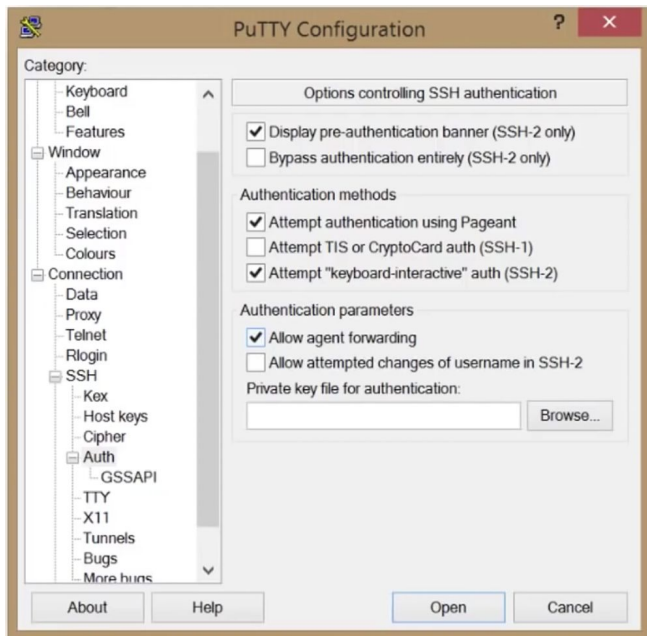 PuTTY Configuration
?
Category:
Keyboard
Bell
Features
Window
Appearance
Behaviour
Translation
Selection
Colours
Connection
Data
Proxy
Telnet
Rlogin
SSH
Kex
Host keys
Cipher
Auth
GSSAPI
TTY
X11
Tunnels
Bugs
More bugs
Options controlling SSH authentication
Display pre-authentication banner (SSH-2 only)
Bypass authentication entirely (SSH-2 only)
Authentication methods
Attempt authentication using Pageant
Attempt TIS or CryptoCard auth (SSH-1)
Attempt "keyboard-interactive" auth (SSH-2)
Authentication parameters
Allow agent forwarding
Allow attempted changes of username in SSH-2
Private key file for authentication:
Browse...
About
Help
Open
Cancel